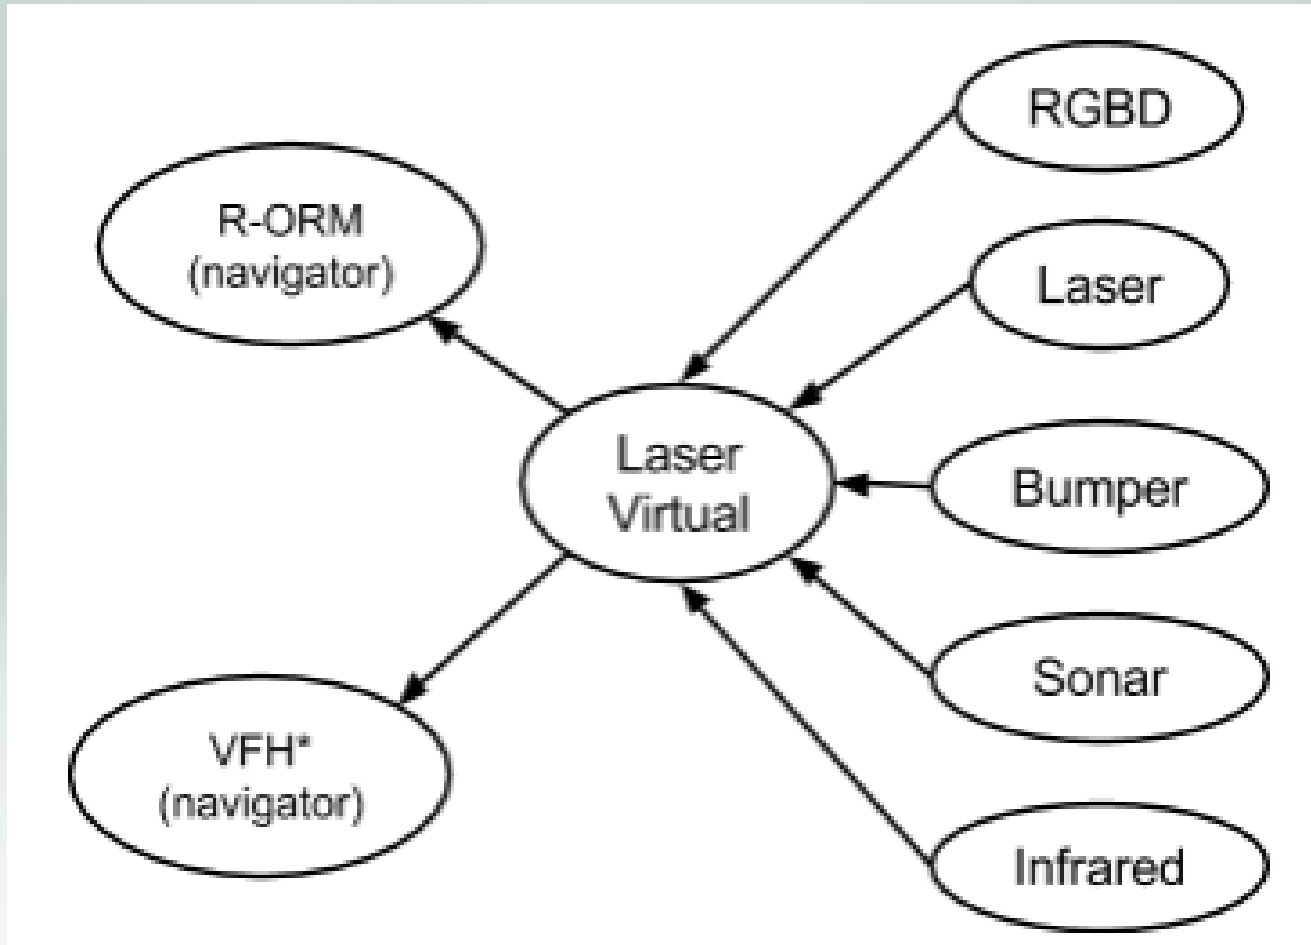 RGBD
R-ORM
(navigator)
Laser
Laser
Virtual
Bumper
Sonar
VFH*
(navigator)
Infrared